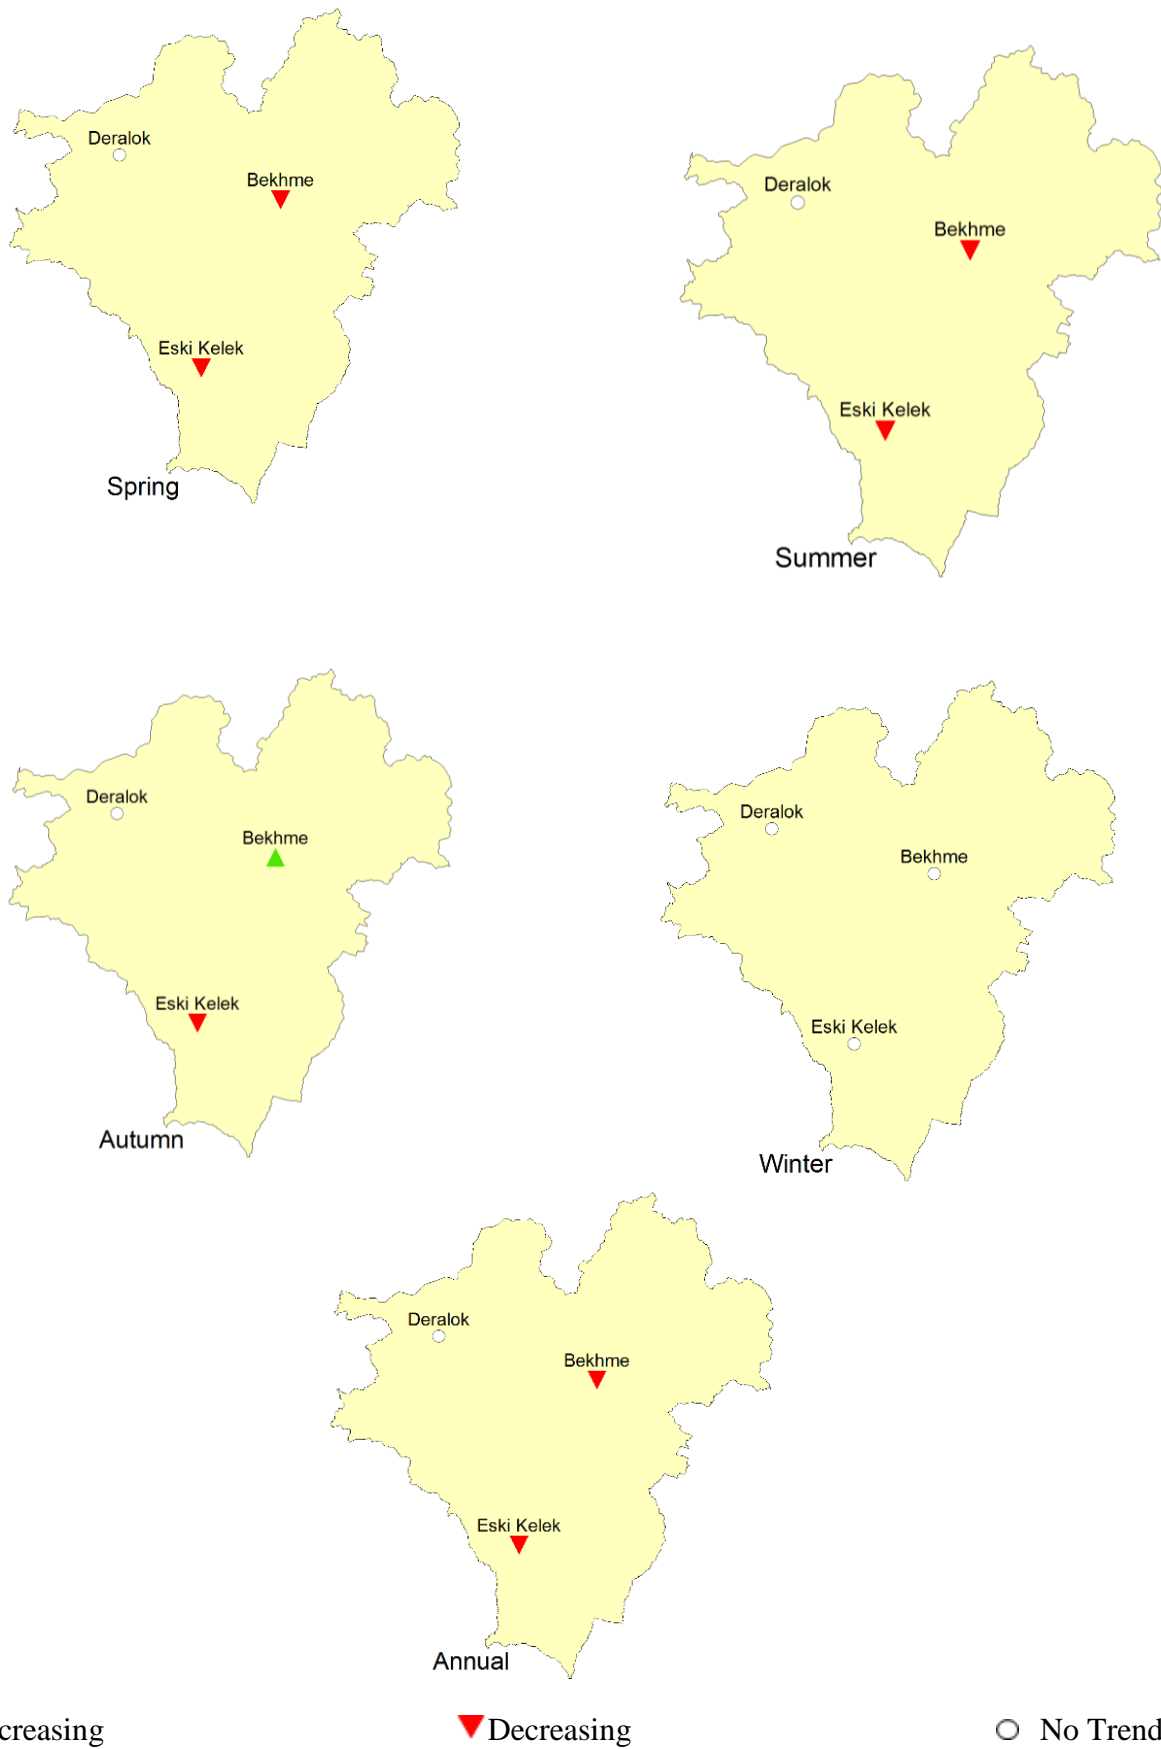 Deralok
Bekhme
Eski Kelek
Spring
Deralok
Bekhme
Eski Kelek
Summer
Deralok
Bekhme
Eski Kelek
Autumn
Deralok
Bekhme
Eski Kelek
Winter
Deralok
Bekhme
Eski Kelek
Annual
creasing Decreasing No Trend